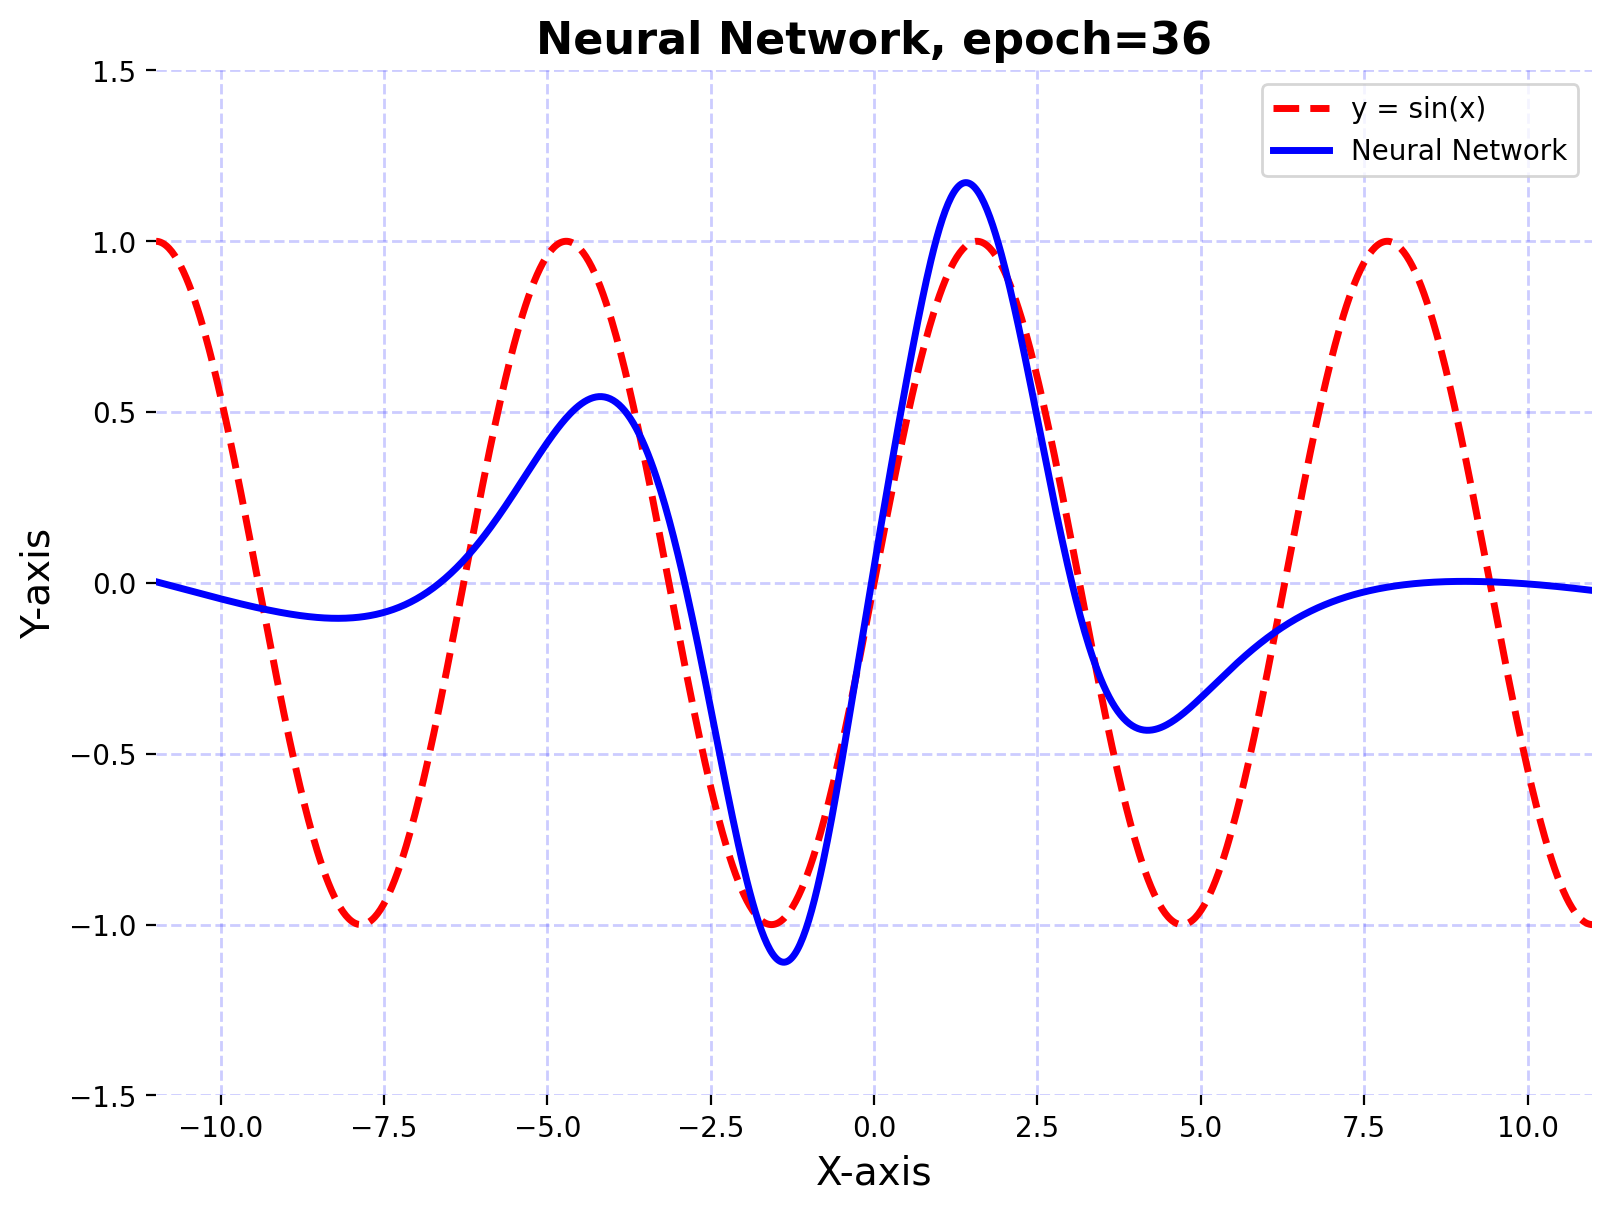 Neural Network, epoch=36
y = sin(x)
Neural Network
Y-axis
1.5
1.0
0.5
0.0
−0.5
−1.0
−1.5
−10.0 −7.5 −5.0 −2.5 0.0 2.5 5.0 7.5 10.0
X-axis